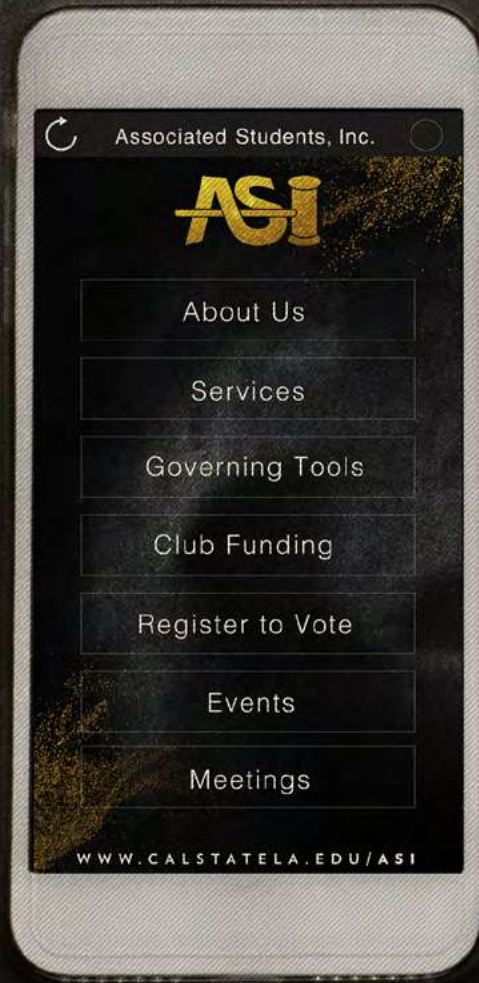 Associated Students, Inc.
ASI
About Us
Services
Governing Tools
Club Funding
Register to Vote
Events
Meetings
WWW.CALSTATELA.EDU/ASI